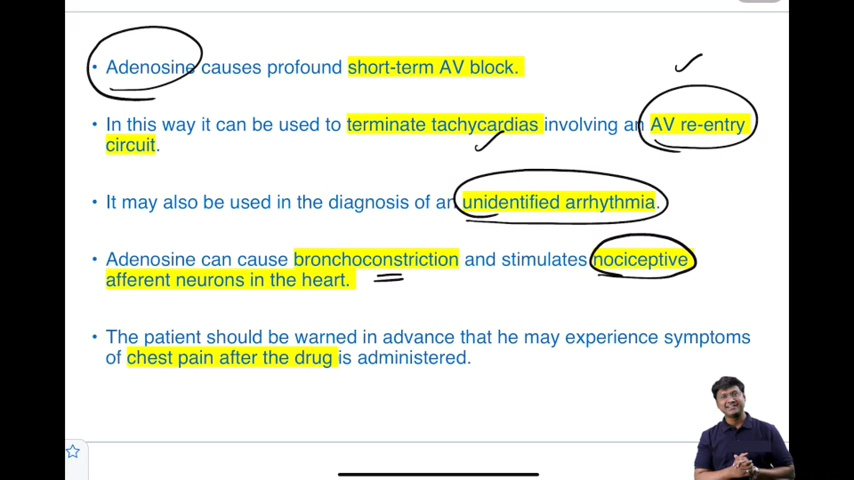 • Adenosine causes profound short-term AV block.
• In this way it can be used to terminate tachycardias involving an AV re-entry
circuit.
• It may also be used in the diagnosis of an unidentified arrhythmia.
• Adenosine can cause bronchoconstriction and stimulates nociceptive
afferent neurons in the heart.
• The patient should be warned in advance that he may experience symptoms
of chest pain after the drug is administered.